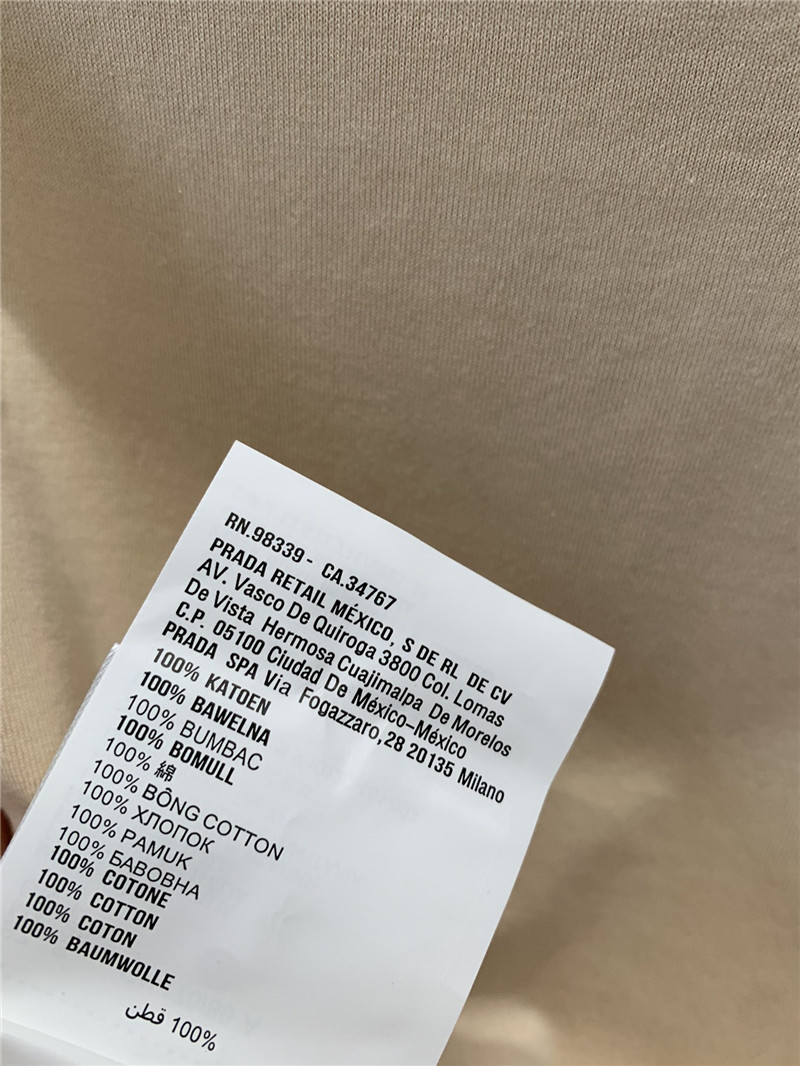 RN.98339 - CA.34767
PRADA RETAIL MÉXICO, S DE RL DE CV
AV. Vasco De Quiroga 3800 Col. Lomas
De Vista Hermosa Cuajimalpa De Morelos
C.P. 05100 Ciudad De México-México
PRADA SPA Via Fogazzaro, 28 20135 Milano
100% KATOEN
100% BAWELNA
100% BUMBAC
100% BOMULL
100% 綿
100% BÔNG COTTON
100% ХЛОПОК
100% PAMUK
100% БАВОВНА
100% COTONE
100% COTTON
100% COTON
100% BAUMWOLLE
100% قطن